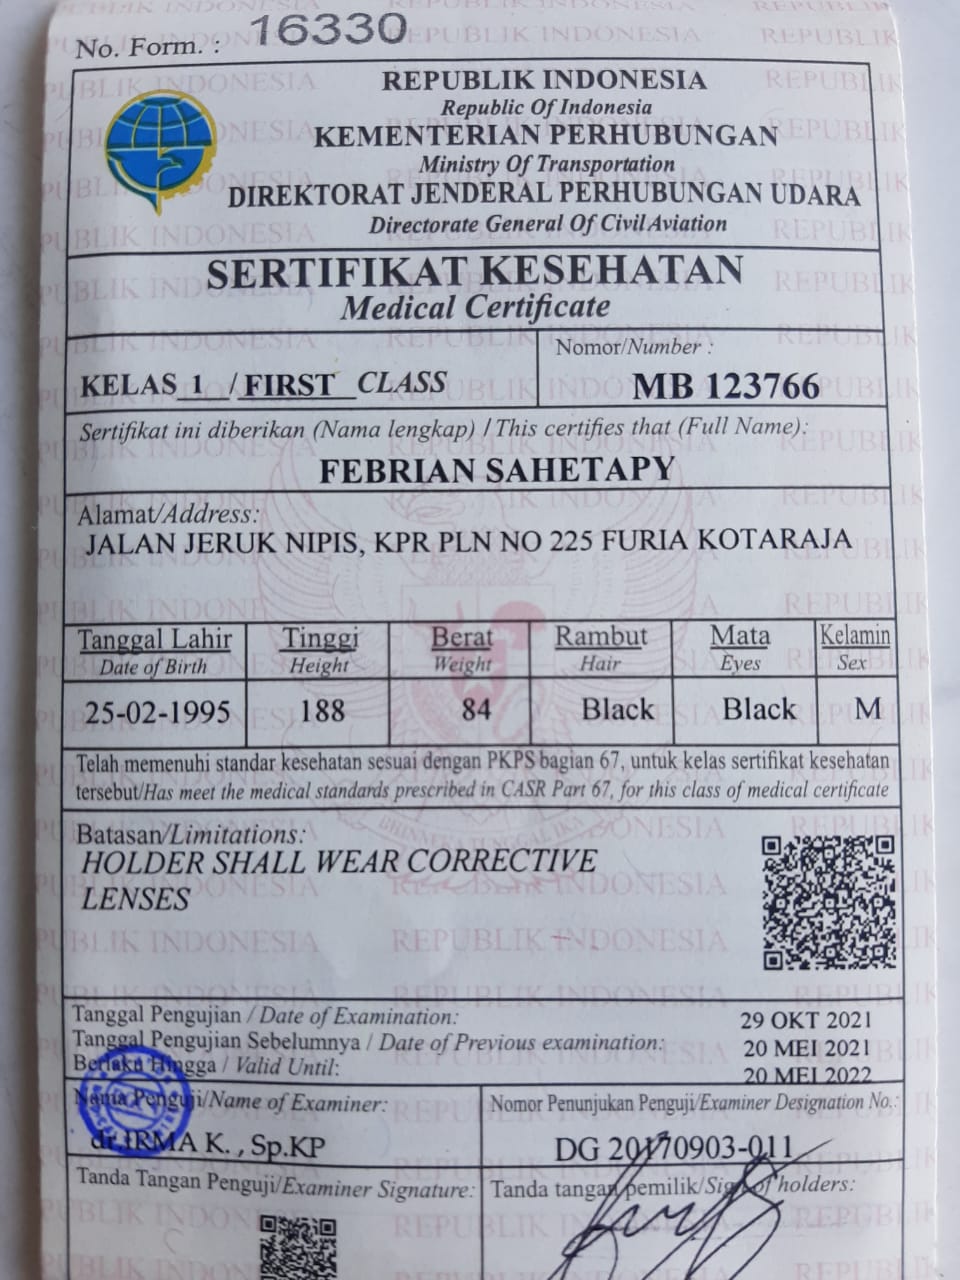 No. Form. : 16330
REPUBLIK INDONESIA
Republic Of Indonesia
KEMENTERIAN PERHUBUNGAN
Ministry Of Transportation
DIREKTORAT JENDERAL PERHUBUNGAN UDARA
Directorate General Of Civil Aviation
SERTIFIKAT KESEHATAN
Medical Certificate
KELAS 1 / FIRST CLASS
Nomor/Number :
MB 123766
Sertifikat ini diberikan (Nama lengkap) / This certifies that (Full Name):
FEBRIAN SAHETAPY
Alamat/Address:
JALAN JERUK NIPIS, KPR PLN NO 225 FURIA KOTARAJA
Tanggal Lahir Tinggi Berat Rambut Mata Kelamin
Date of Birth Height Weight Hair Eyes Sex
25-02-1995 188 84 Black Black M
Telah memenuhi standar kesehatan sesuai dengan PKPS bagian 67, untuk kelas sertifikat kesehatan
tersebut/Has meet the medical standards prescribed in CASR Part 67, for this class of medical certificate
Batasan/Limitations:
HOLDER SHALL WEAR CORRECTIVE
LENSES
Tanggal Pengujian / Date of Examination: 29 OKT 2021
Tanggal Pengujian Sebelumnya / Date of Previous examination: 20 MEI 2021
Berlaku Hingga / Valid Until: 20 MEI 2022
Nama Penguji/Name of Examiner:
dr. IRMA K. , Sp.KP
Nomor Penunjukan Penguji/Examiner Designation No.:
DG 20170903-011
Tanda Tangan Penguji/Examiner Signature:
Tanda tangan pemilik/Sign of holders: